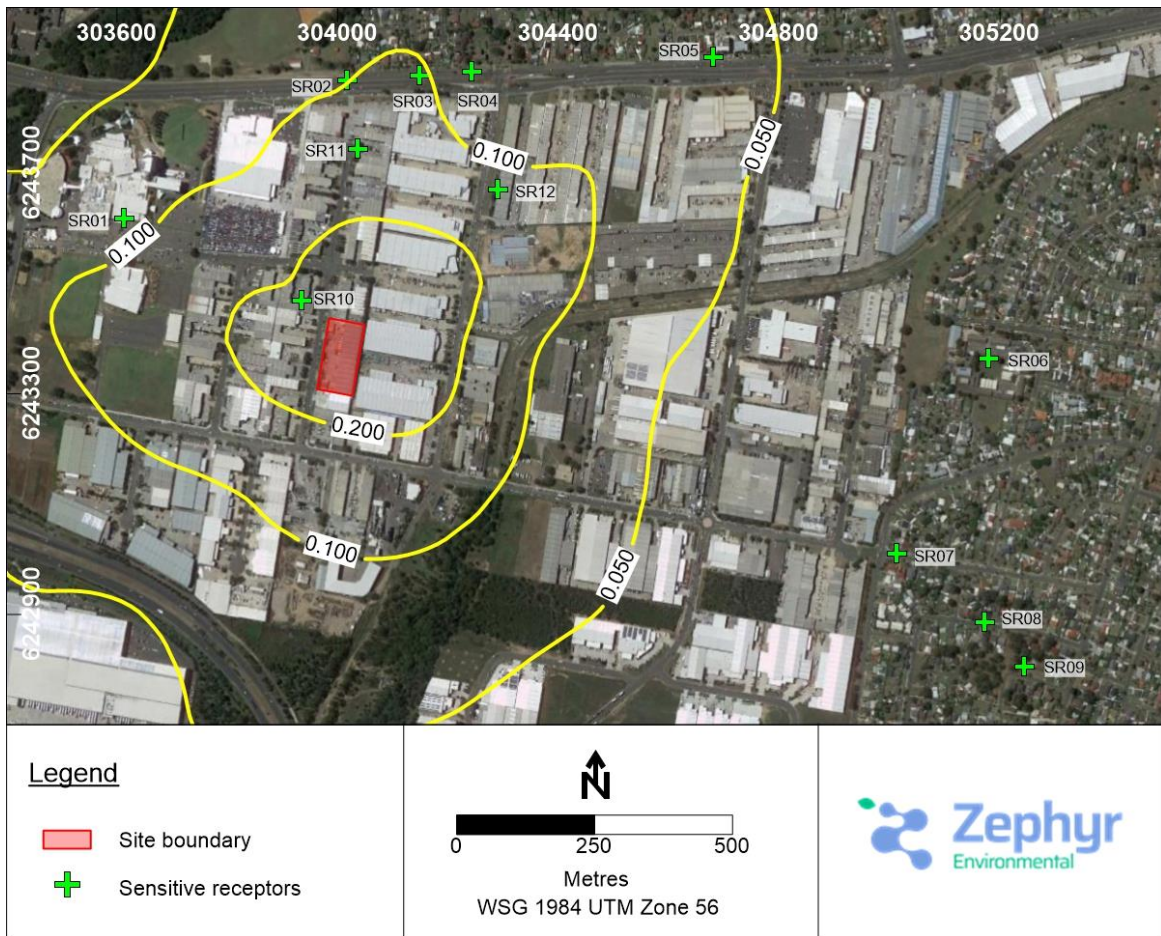 303600 304000 304400 304800 305200
SR05
SR02
SR03
SR04
0.050
SR11
0.100
6243700
SR12
SR01
0.100
SR10
SR06
6243300
0.200
0.100
SR07
0.050
6242900
SR08
SR09
Legend
Site boundary
Sensitive receptors
N
0 250 500
Metres
WSG 1984 UTM Zone 56
Zephyr
Environmental